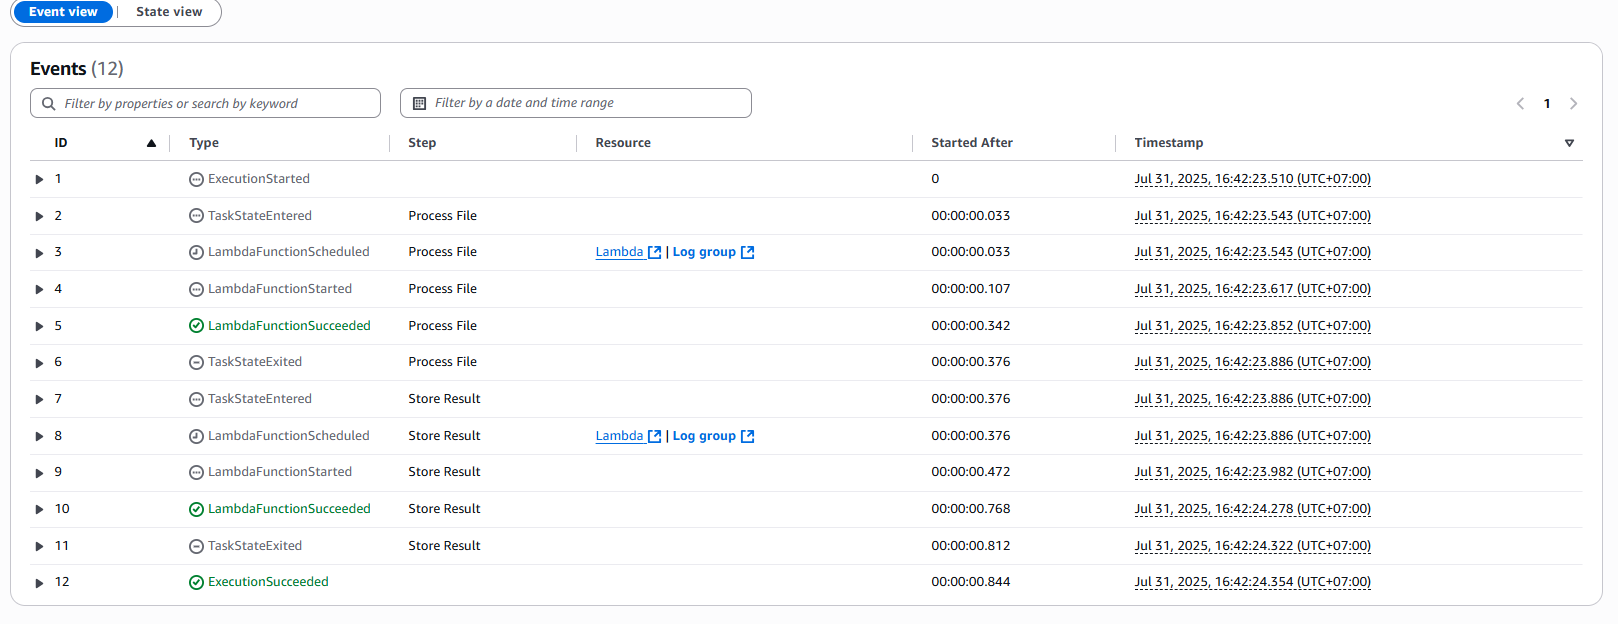 Event view | State view
Events (12)
Filter by properties or search by keyword Filter by a date and time range 1
ID Type Step Resource Started After Timestamp
1 ExecutionStarted 0 Jul 31, 2025, 16:42:23.510 (UTC+07:00)
2 TaskStateEntered Process File 00:00:00.033 Jul 31, 2025, 16:42:23.543 (UTC+07:00)
3 LambdaFunctionScheduled Process File Lambda | Log group 00:00:00.033 Jul 31, 2025, 16:42:23.543 (UTC+07:00)
4 LambdaFunctionStarted Process File 00:00:00.107 Jul 31, 2025, 16:42:23.617 (UTC+07:00)
5 LambdaFunctionSucceeded Process File 00:00:00.342 Jul 31, 2025, 16:42:23.852 (UTC+07:00)
6 TaskStateExited Process File 00:00:00.376 Jul 31, 2025, 16:42:23.886 (UTC+07:00)
7 TaskStateEntered Store Result 00:00:00.376 Jul 31, 2025, 16:42:23.886 (UTC+07:00)
8 LambdaFunctionScheduled Store Result Lambda | Log group 00:00:00.376 Jul 31, 2025, 16:42:23.886 (UTC+07:00)
9 LambdaFunctionStarted Store Result 00:00:00.472 Jul 31, 2025, 16:42:23.982 (UTC+07:00)
10 LambdaFunctionSucceeded Store Result 00:00:00.768 Jul 31, 2025, 16:42:24.278 (UTC+07:00)
11 TaskStateExited Store Result 00:00:00.812 Jul 31, 2025, 16:42:24.322 (UTC+07:00)
12 ExecutionSucceeded 00:00:00.844 Jul 31, 2025, 16:42:24.354 (UTC+07:00)